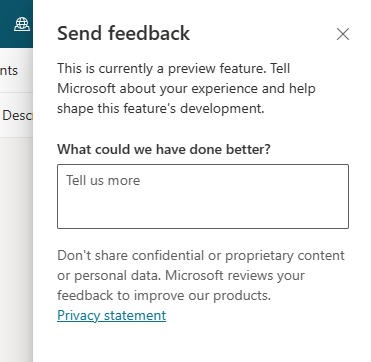 Send feedback
This is currently a preview feature. Tell
Microsoft about your experience and help
shape this feature's development.
nts
Descr
What could we have done better?
Tell us more
Don't share confidential or proprietary content
or personal data. Microsoft reviews your
feedback to improve our products.
Privacy statement